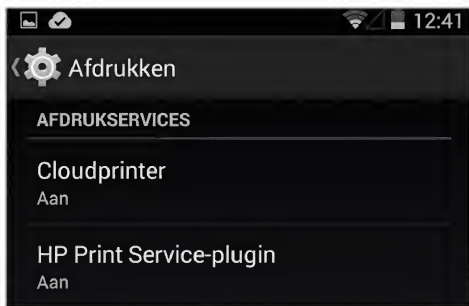 12:41
Afdrukken
AFDRUKSERVICES
Cloudprinter
Aan
HP Print Service-plugin
Aan